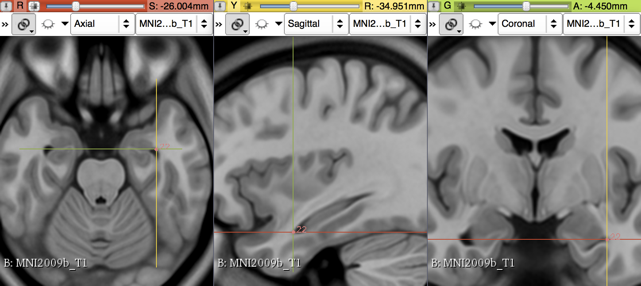 R S: -26.004mm
Y R: -34.951mm
G A: -4.450mm
» Axial MNI2...b_T1
» Sagittal MNI2...b_T1
» Coronal MNI2...b_T1
22
B: MNI2009b_T1
B: MNI2009b_T1
B: MNI2009b_T1